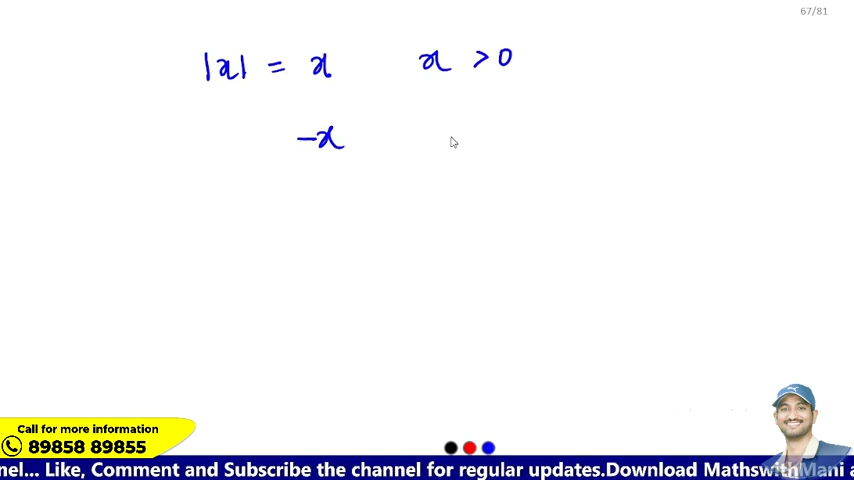 67/81
|x| = x x > 0
-x
Call for more information
89858 89855
nel... Like, Comment and Subscribe the channel for regular updates.Download MathswithMani a